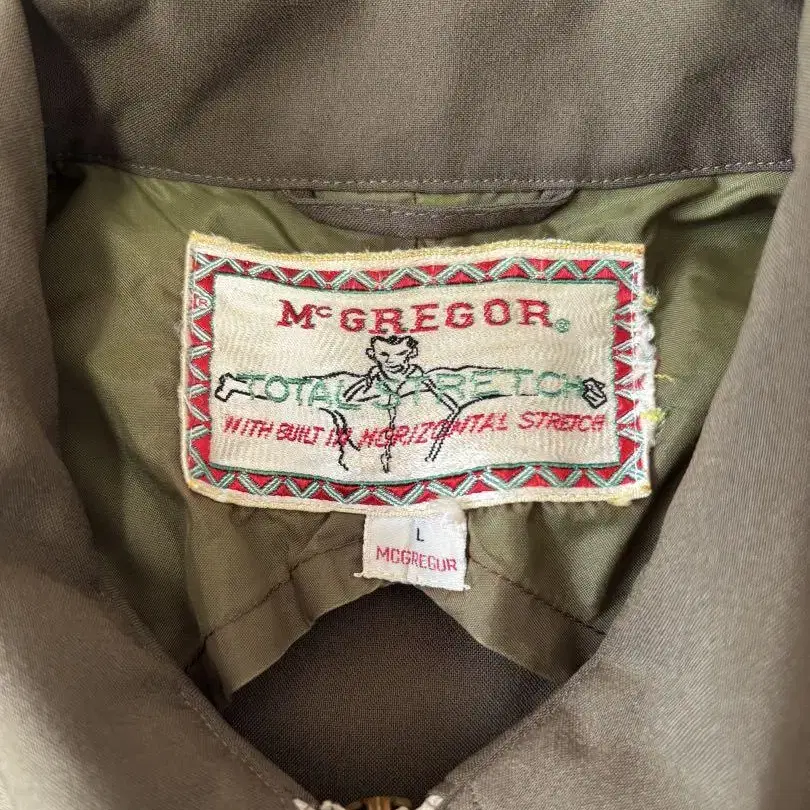 McGREGOR®
TOTAL STRETCH
WITH BUILT IN HORIZONTAL STRETCH
L
MCGREGOR